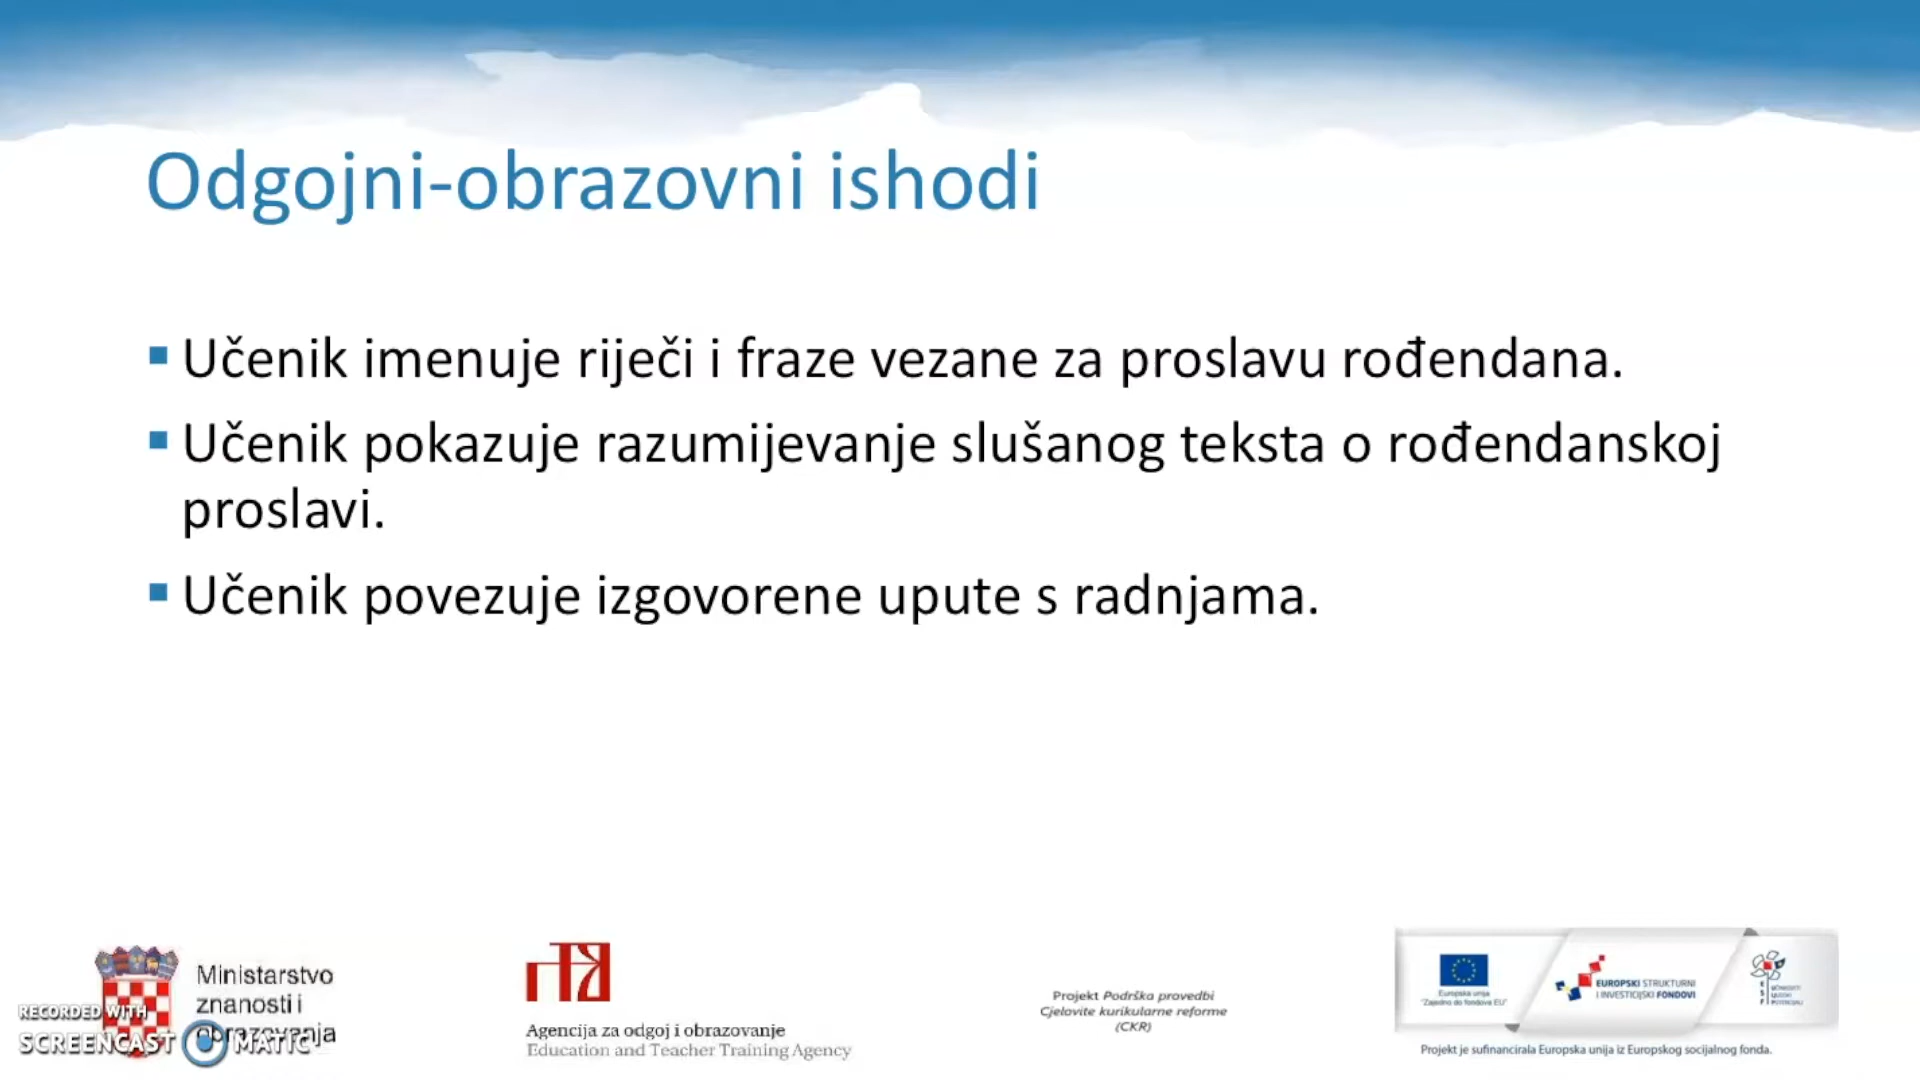 Odgojni-obrazovni ishodi
Učenik imenuje riječi i fraze vezane za proslavu rođendana.
Učenik pokazuje razumijevanje slušanog teksta o rođendanskoj
proslavi.
Učenik povezuje izgovorene upute s radnjama.
Ministarstvo
znanosti i
obrazovanja
RECORDED WITH
SCREENCAST MATIC
Agencija za odgoj i obrazovanje
Education and Teacher Training Agency
Projekt Podrška provedbi
Cjelovite kurikularne reforme
(CKR)
Europska unija
"Zajedno do fondova EU"
EUROPSKI STRUKTURNI
I INVESTICIJSKI FONDOVI
Projekt je sufinancirala Europska unija iz Europskog socijalnog fonda.